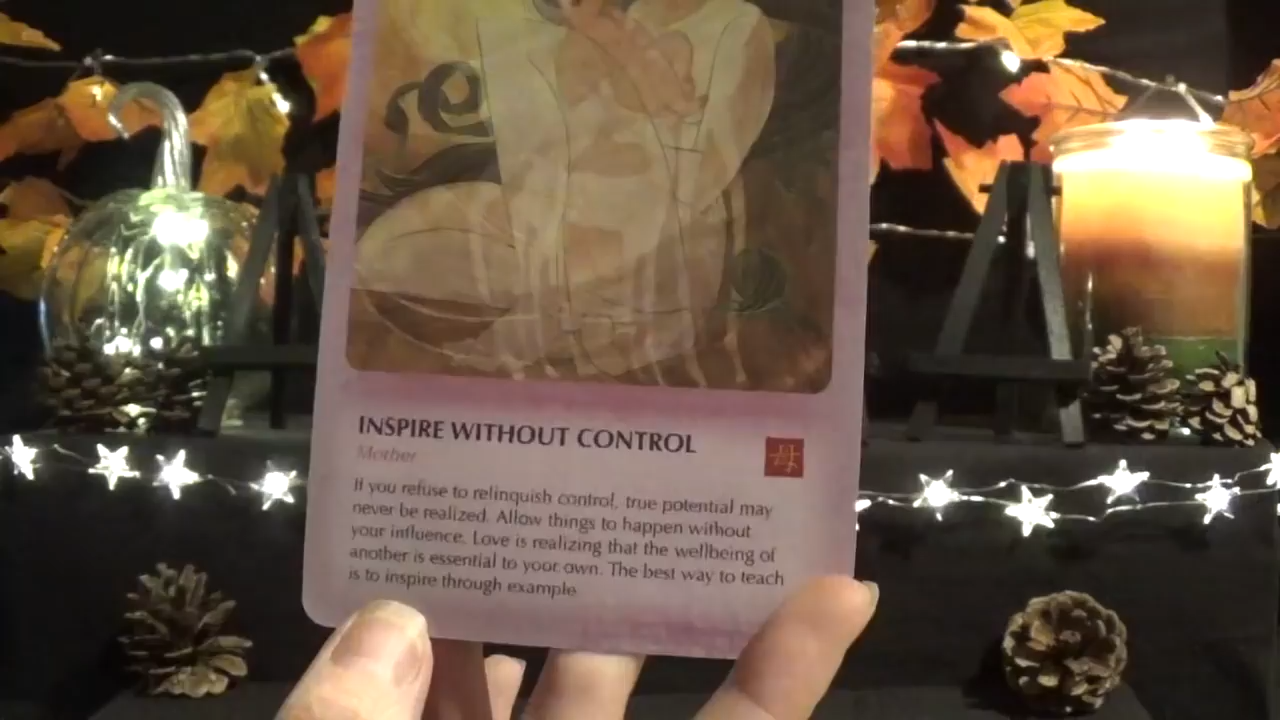 INSPIRE WITHOUT CONTROL
Mother
If you refuse to relinquish control, true potential may
never be realized. Allow things to happen without
your influence. Love is realizing that the wellbeing of
another is essential to your own. The best way to teach
is to inspire through example